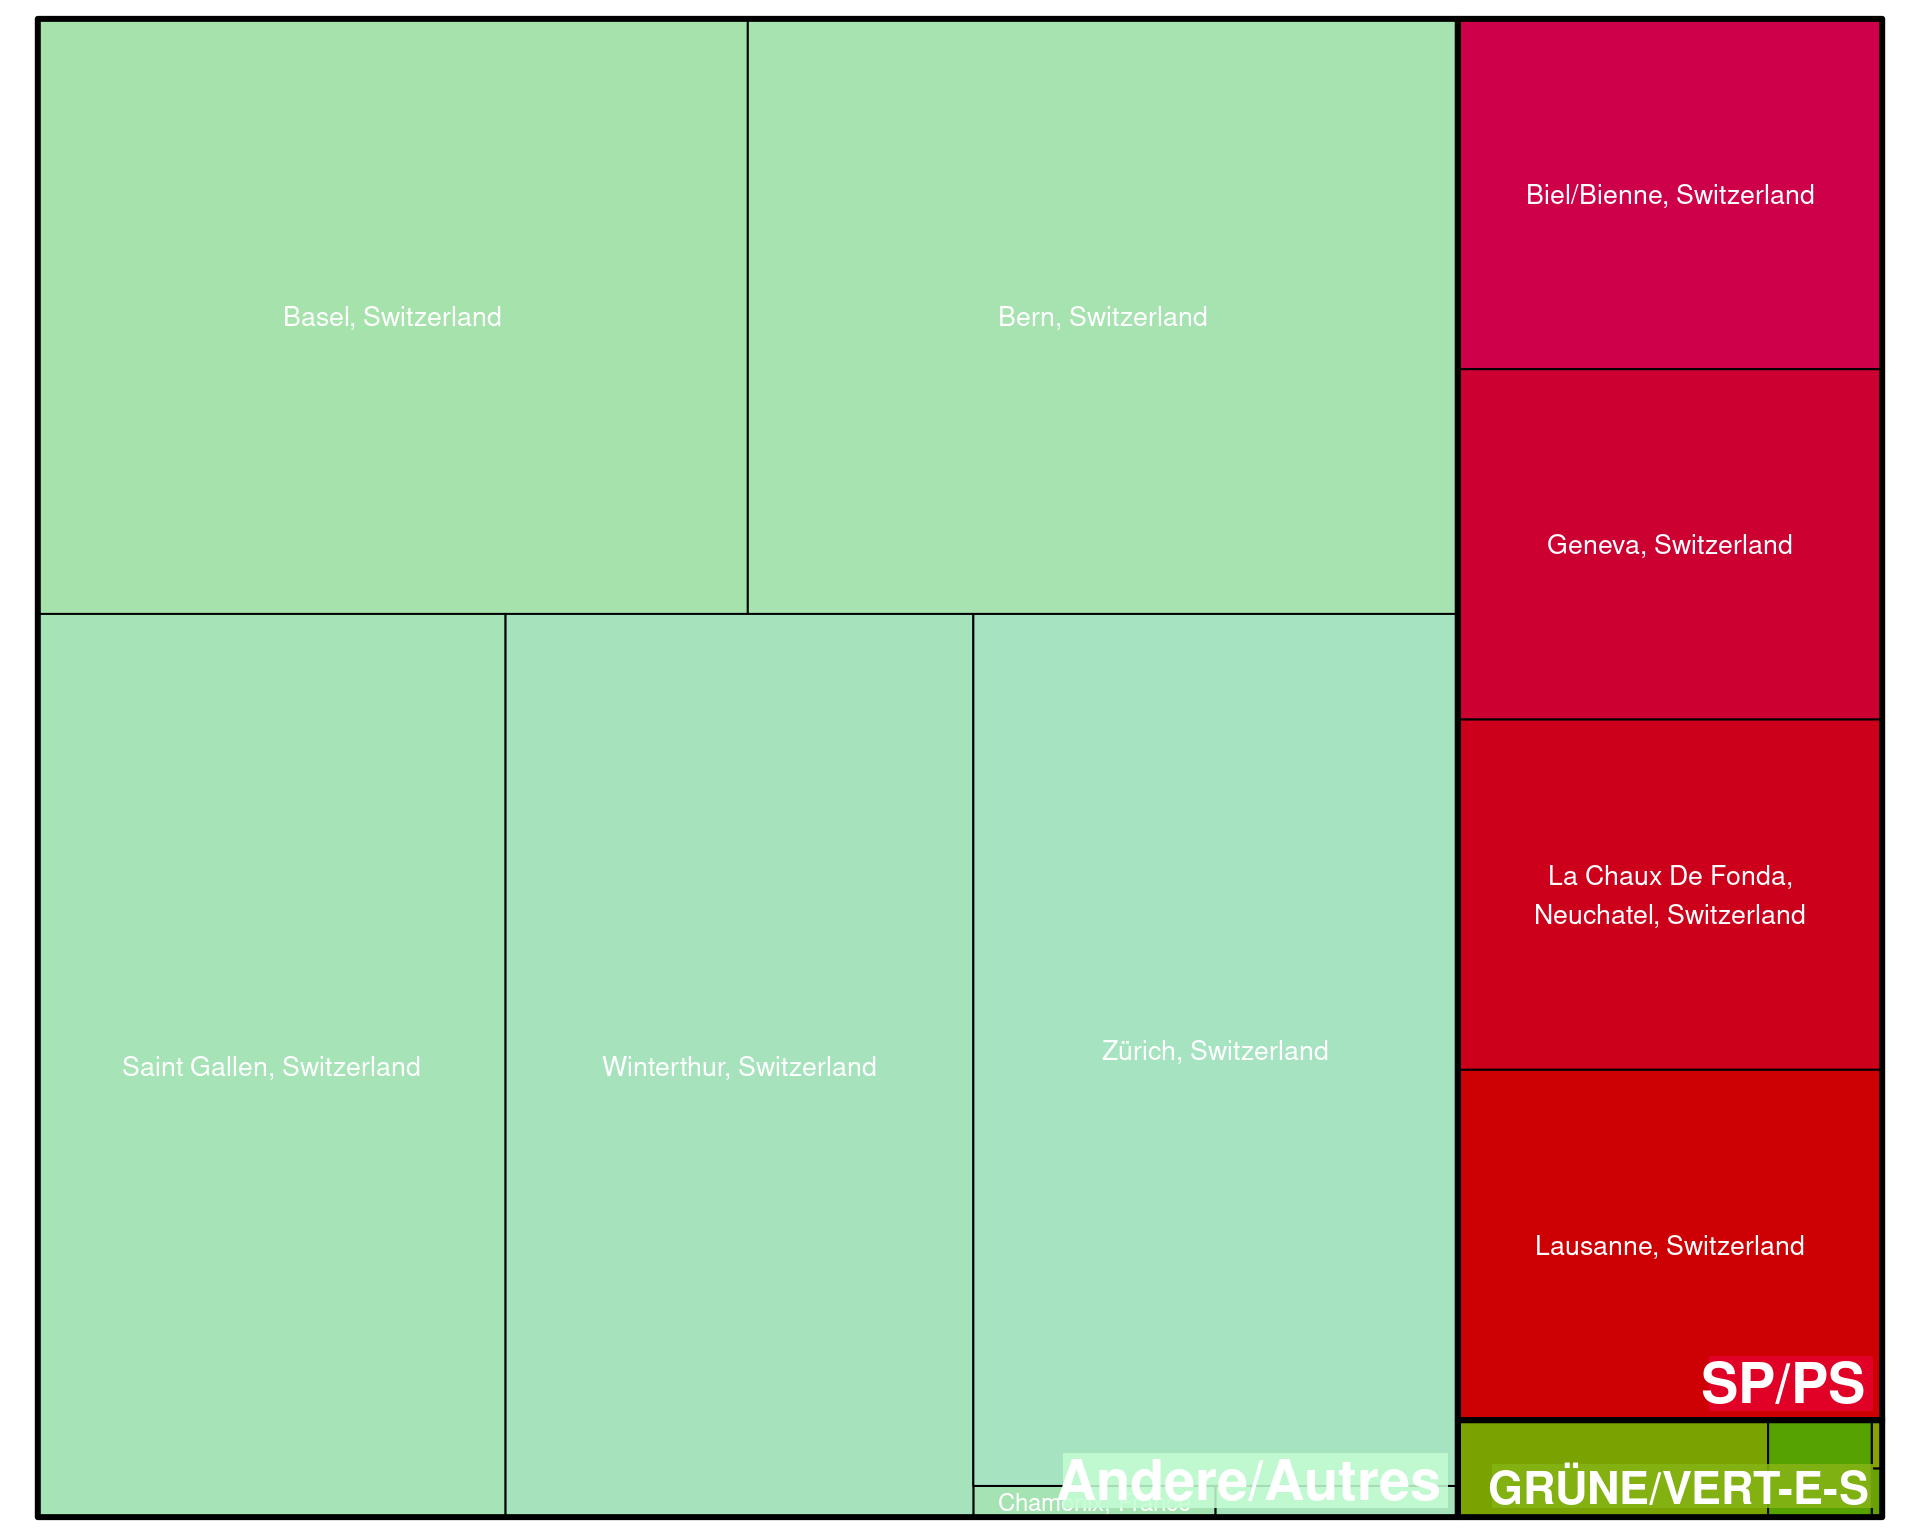 Basel, Switzerland
Bern, Switzerland
Biel/Bienne, Switzerland
Geneva, Switzerland
La Chaux De Fonda,
Neuchatel, Switzerland
Saint Gallen, Switzerland
Winterthur, Switzerland
Zürich, Switzerland
Lausanne, Switzerland
SP/PS
Andere/Autres
Chamonix, France
GRÜNE/VERT-E-S